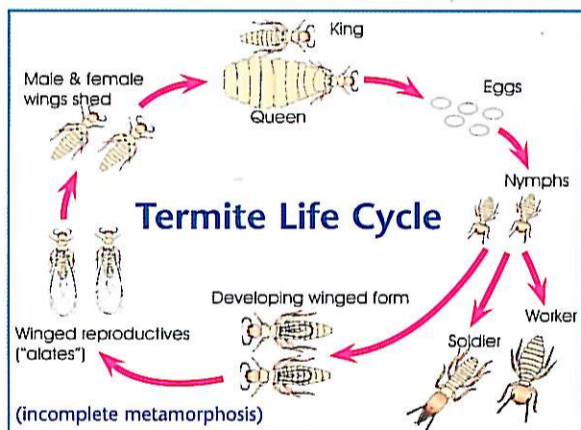 King
Male & female
wings shed
Eggs
Queen
Nymphs
Termite Life Cycle
Developing winged form
Worker
Soldier
Winged reproductives
("alates")
(incomplete metamorphosis)